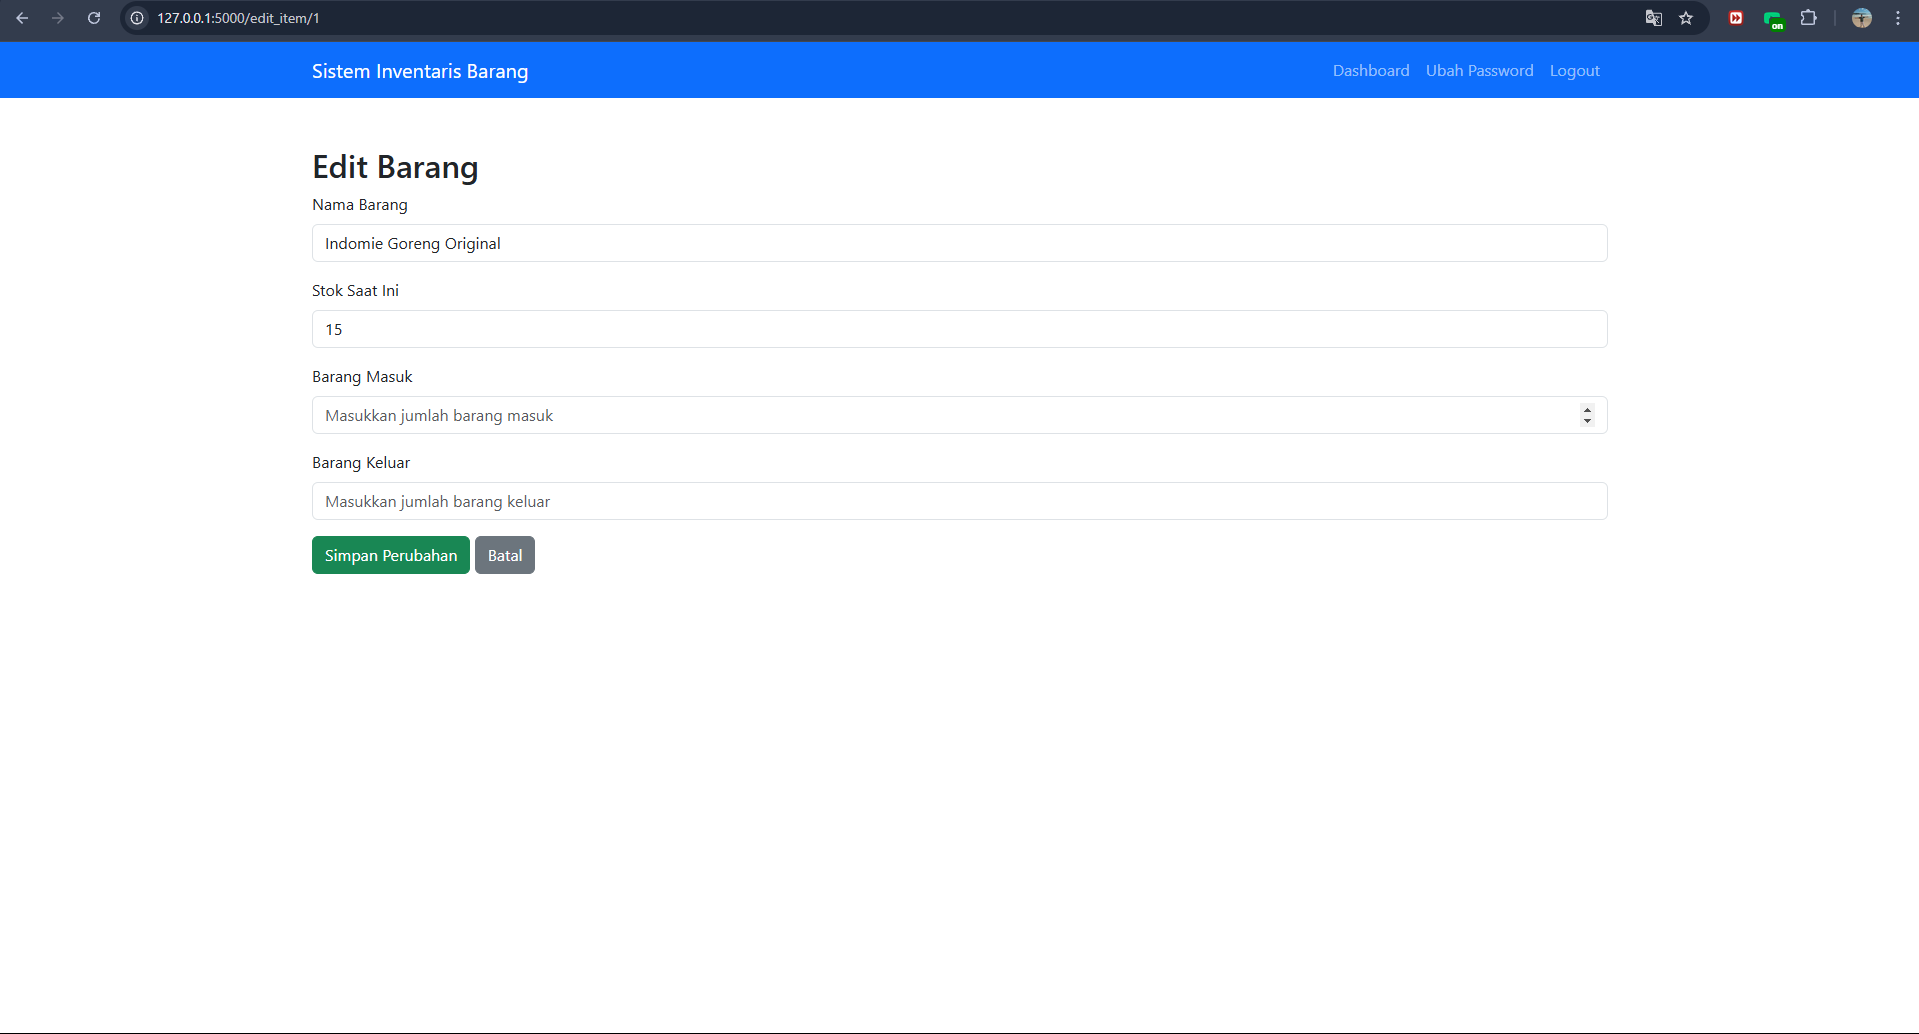 127.0.0.1:5000/edit_item/1
on
Sistem Inventaris Barang Dashboard Ubah Password Logout
Edit Barang
Nama Barang
Indomie Goreng Original
Stok Saat Ini
15
Barang Masuk
Masukkan jumlah barang masuk
Barang Keluar
Masukkan jumlah barang keluar
Simpan Perubahan Batal